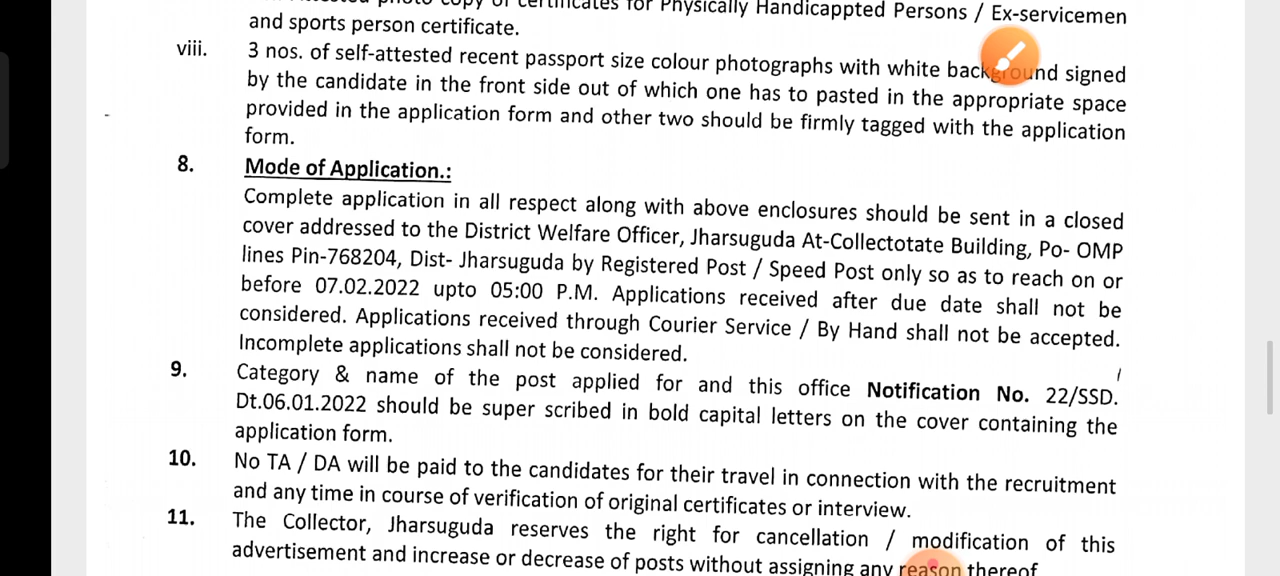 photo copy of certificates for Physically Handicappted Persons / Ex-servicemen
and sports person certificate.
viii. 3 nos. of self-attested recent passport size colour photographs with white background signed
by the candidate in the front side out of which one has to pasted in the appropriate space
provided in the application form and other two should be firmly tagged with the application
form.
8. Mode of Application.:
Complete application in all respect along with above enclosures should be sent in a closed
cover addressed to the District Welfare Officer, Jharsuguda At-Collectotate Building, Po- OMP
lines Pin-768204, Dist- Jharsuguda by Registered Post / Speed Post only so as to reach on or
before 07.02.2022 upto 05:00 P.M. Applications received after due date shall not be
considered. Applications received through Courier Service / By Hand shall not be accepted.
Incomplete applications shall not be considered.
9. Category & name of the post applied for and this office Notification No. 22/SSD.
Dt.06.01.2022 should be super scribed in bold capital letters on the cover containing the
application form.
10. No TA / DA will be paid to the candidates for their travel in connection with the recruitment
and any time in course of verification of original certificates or interview.
11. The Collector, Jharsuguda reserves the right for cancellation / modification of this
advertisement and increase or decrease of posts without assigning any reason thereof